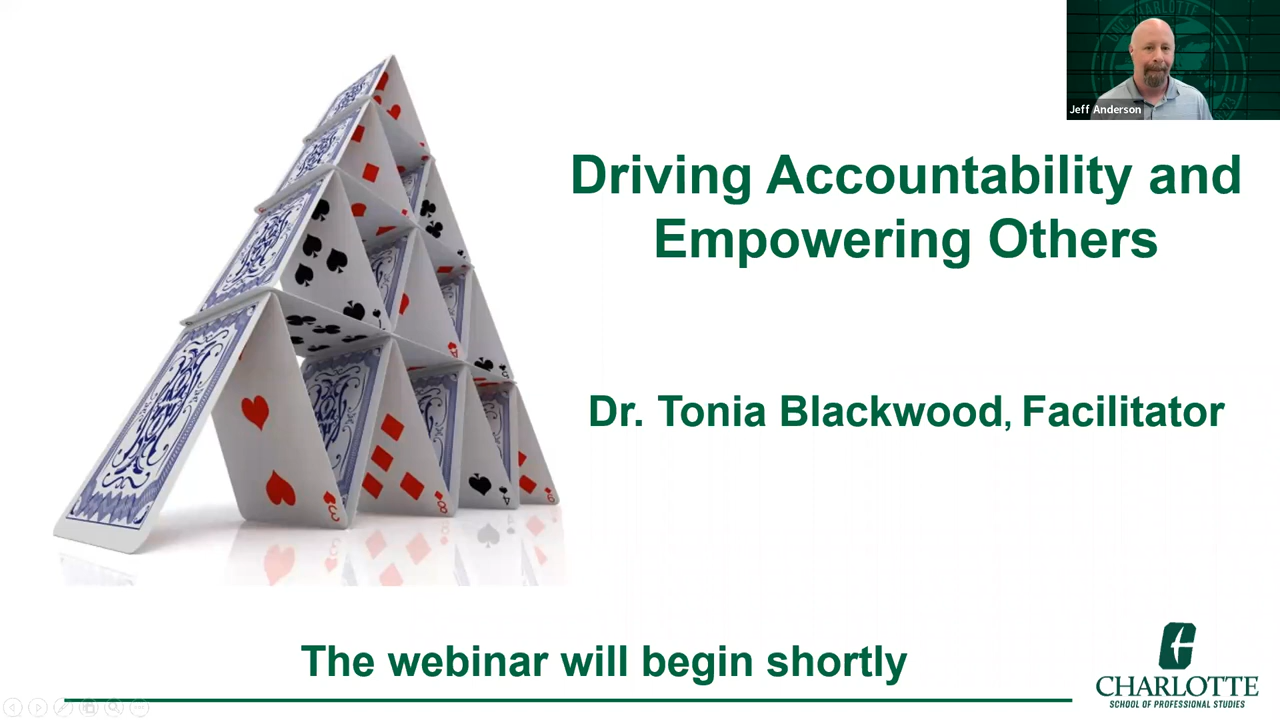 Jeff Anderson
Driving Accountability and
Empowering Others
Dr. Tonia Blackwood, Facilitator
The webinar will begin shortly
CHARLOTTE
SCHOOL OF PROFESSIONAL STUDIES